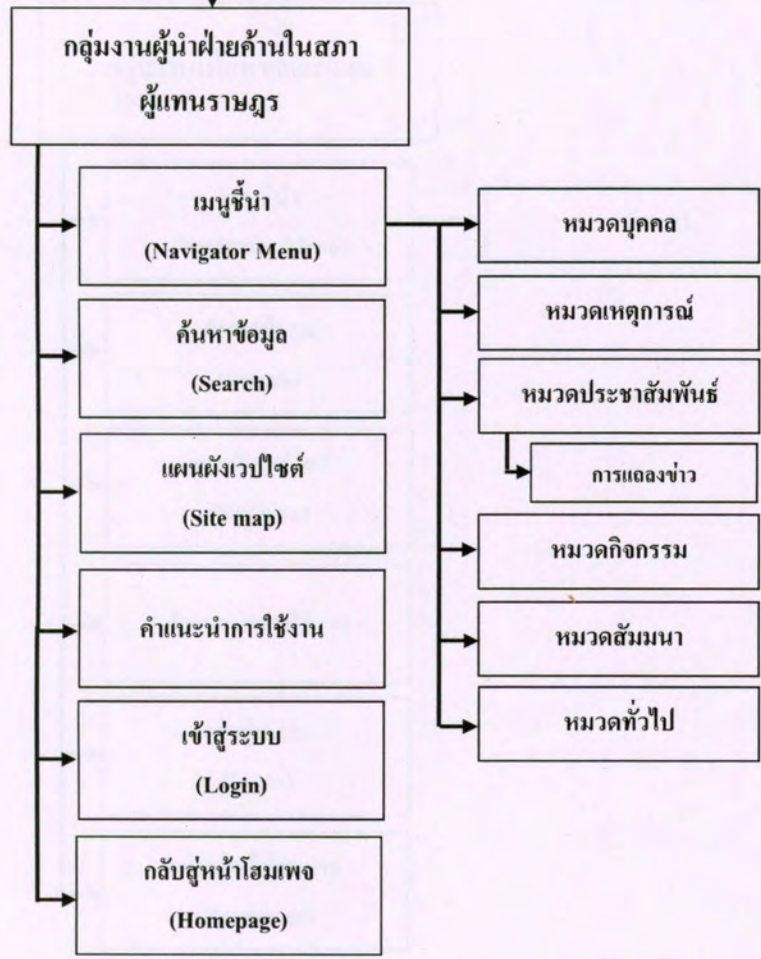 กลุ่มงานผู้นำฝ่ายค้านในสภา
ผู้แทนราษฎร
เมนูชี้นำ
(Navigator Menu)
ค้นหาข้อมูล
(Search)
แผนผังเวปไซต์
(Site map)
คำแนะนำการใช้งาน
เข้าสู่ระบบ
(Login)
กลับสู่หน้าโฮมเพจ
(Homepage)
หมวดบุคคล
หมวดเหตุการณ์
หมวดประชาสัมพันธ์
การแถลงข่าว
หมวดกิจกรรม
หมวดสัมมนา
หมวดทั่วไป